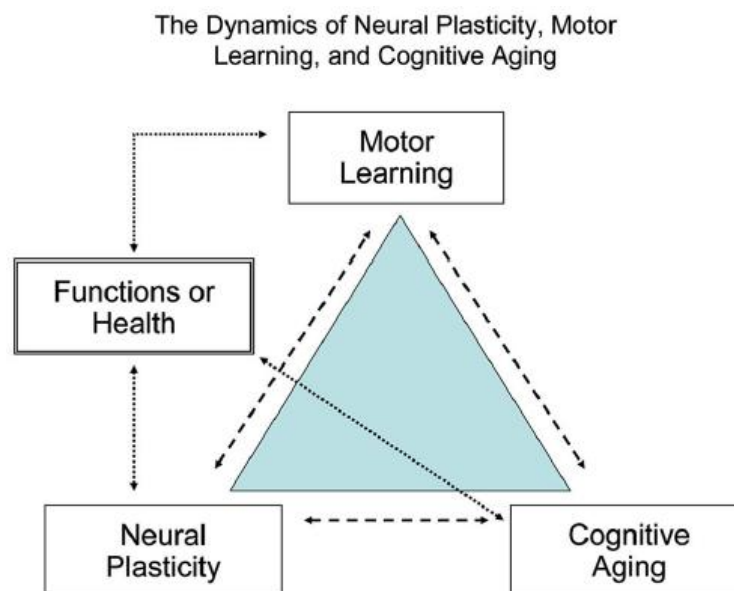 The Dynamics of Neural Plasticity, Motor
Learning, and Cognitive Aging
Motor
Learning
Functions or
Health
Neural
Plasticity
Cognitive
Aging